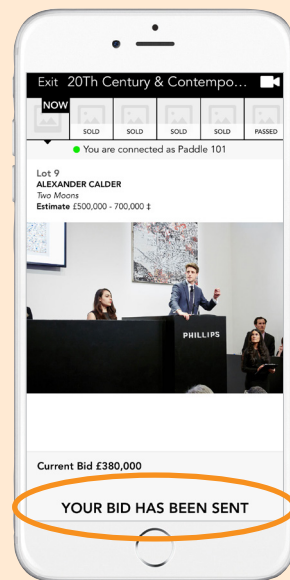 Exit 20Th Century & Contempo...
NOW
SOLD SOLD SOLD SOLD PASSED
You are connected as Paddle 101
Lot 9
ALEXANDER CALDER
Two Moons
Estimate £500,000 - 700,000 ‡
PHILLIPS
Current Bid £380,000
YOUR BID HAS BEEN SENT